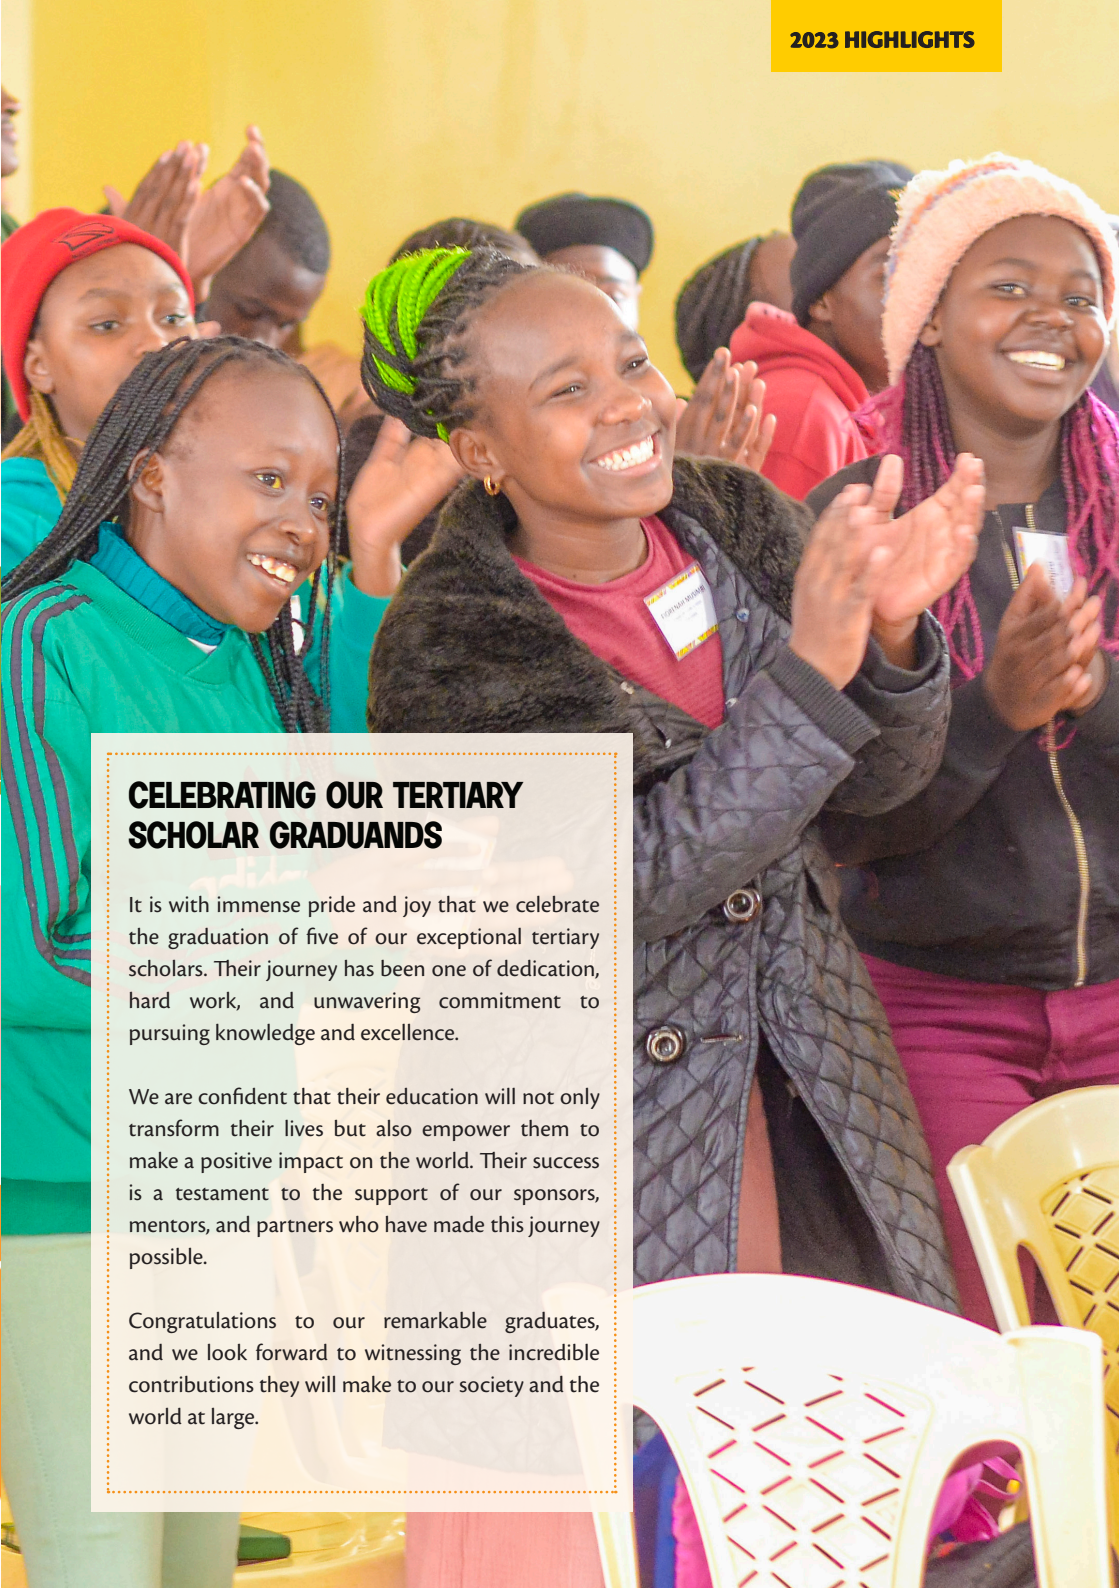 2023 HIGHLIGHTS
CELEBRATING OUR TERTIARY
SCHOLAR GRADUANDS
It is with immense pride and joy that we celebrate
the graduation of five of our exceptional tertiary
scholars. Their journey has been one of dedication,
hard work, and unwavering commitment to
pursuing knowledge and excellence.
We are confident that their education will not only
transform their lives but also empower them to
make a positive impact on the world. Their success
is a testament to the support of our sponsors,
mentors, and partners who have made this journey
possible.
Congratulations to our remarkable graduates,
and we look forward to witnessing the incredible
contributions they will make to our society and the
world at large.